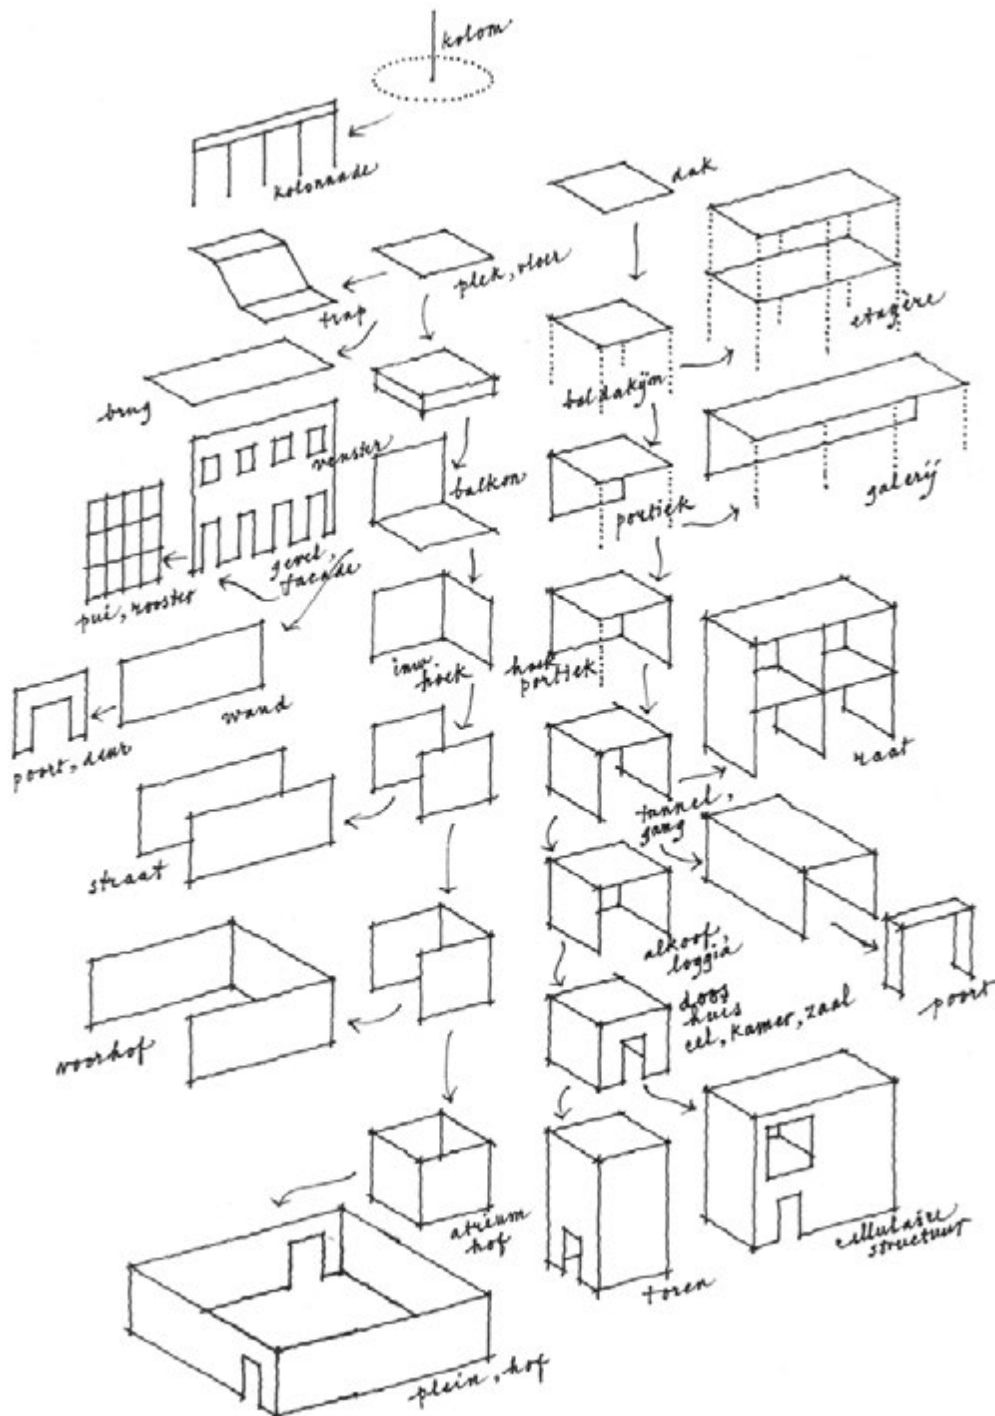 kolom
kolonnade
dak
plek, vloer
trap
etagère
baldakijn
brug
venster
balkon
galerij
portiek
gevel,
facade
pui, rooster
inw.
hoek
hoek
portiek
wand
poort, deur
raat
tunnel,
gang
straat
alkoof,
loggia
doos
huis
cel, kamer, zaal
poort
voorhof
atrium
hof
cellulaire
structuur
toren
plein, hof